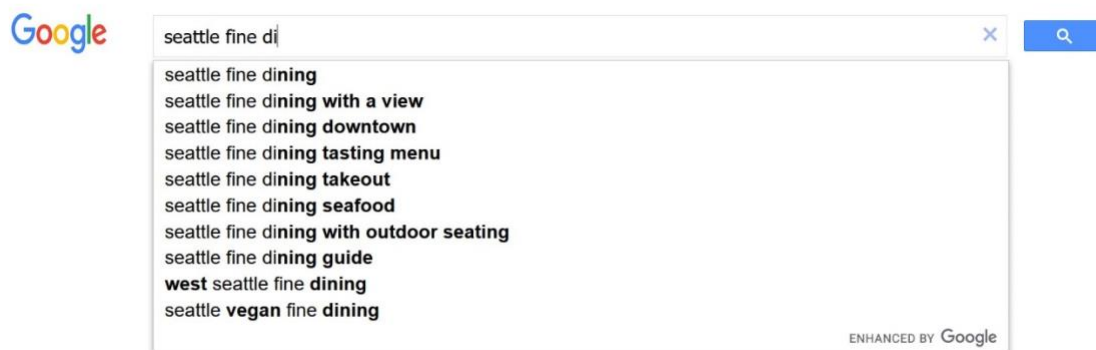 Google
seattle fine di
seattle fine dining
seattle fine dining with a view
seattle fine dining downtown
seattle fine dining tasting menu
seattle fine dining takeout
seattle fine dining seafood
seattle fine dining with outdoor seating
seattle fine dining guide
west seattle fine dining
seattle vegan fine dining
ENHANCED BY Google